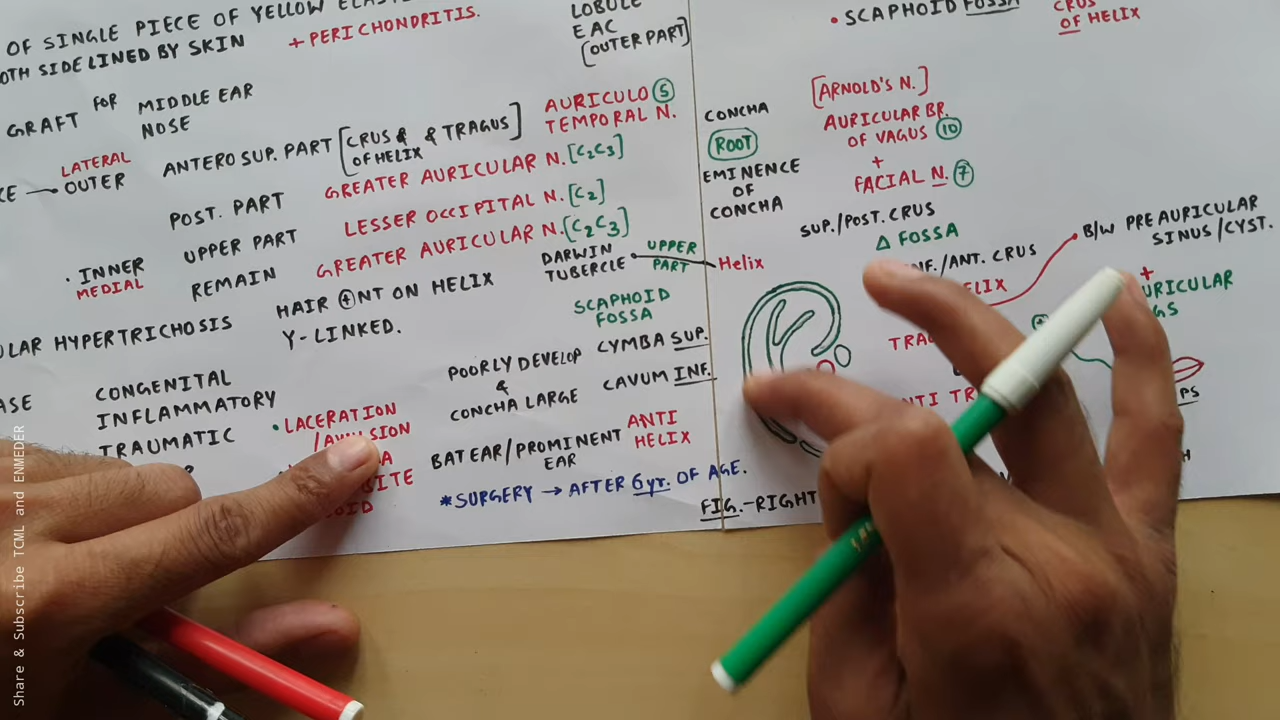 OF SINGLE PIECE OF YELLOW
BOTH SIDE LINED BY SKIN
+ PERICHONDRITIS.
LOBULE
EAC
[OUTER PART]
• SCAPHOID FOSSA
CRUS
OF HELIX
GRAFT FOR MIDDLE EAR
NOSE
LATERAL
OUTER
ANTERO SUP. PART [CRUS & & TRAGUS]
OF HELIX
AURICULO 5
TEMPORAL N.
POST. PART GREATER AURICULAR N. [C2C3]
• INNER
MEDIAL
UPPER PART LESSER OCCIPITAL N. [C2]
REMAIN GREATER AURICULAR N. [C2C3]
HYPERTRICHOSIS
HAIR +NT ON HELIX
Y-LINKED.
CONGENITAL
INFLAMMATORY
TRAUMATIC
• LACERATION
POORLY DEVELOP
&
CONCHA LARGE
BAT EAR/PROMINENT
EAR
*SURGERY → AFTER 6yr. OF AGE.
DARWIN
TUBERCLE
UPPER
PART
Helix
SCAPHOID
FOSSA
CYMBA SUP.
CAVUM INF.
ANTI
HELIX
CONCHA
ROOT
EMINENCE
OF
CONCHA
[ARNOLD'S N.]
AURICULAR BR.
OF VAGUS 10
+
FACIAL N. 7
SUP./POST. CRUS
Δ FOSSA
INF./ANT. CRUS
B/W PREAURICULAR
SINUS/CYST.
+
FIG.-RIGHT
Share & Subscribe TCML and ENMEDER